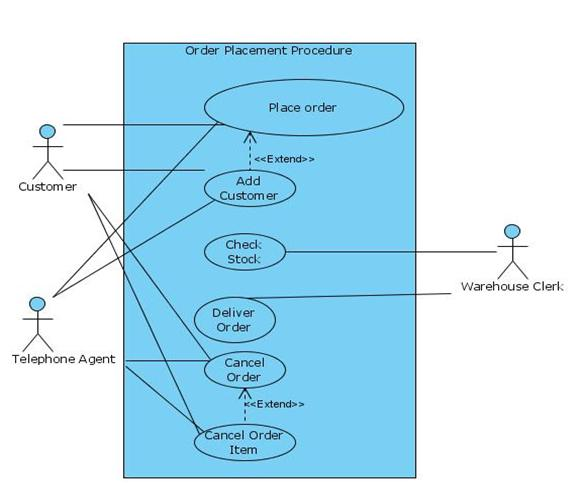 Order Placement Procedure
Place order
<<Extend>>
Add
Customer
Customer
Check
Stock
Warehouse Clerk
Deliver
Order
Telephone Agent
Cancel
Order
<<Extend>>
Cancel Order
Item